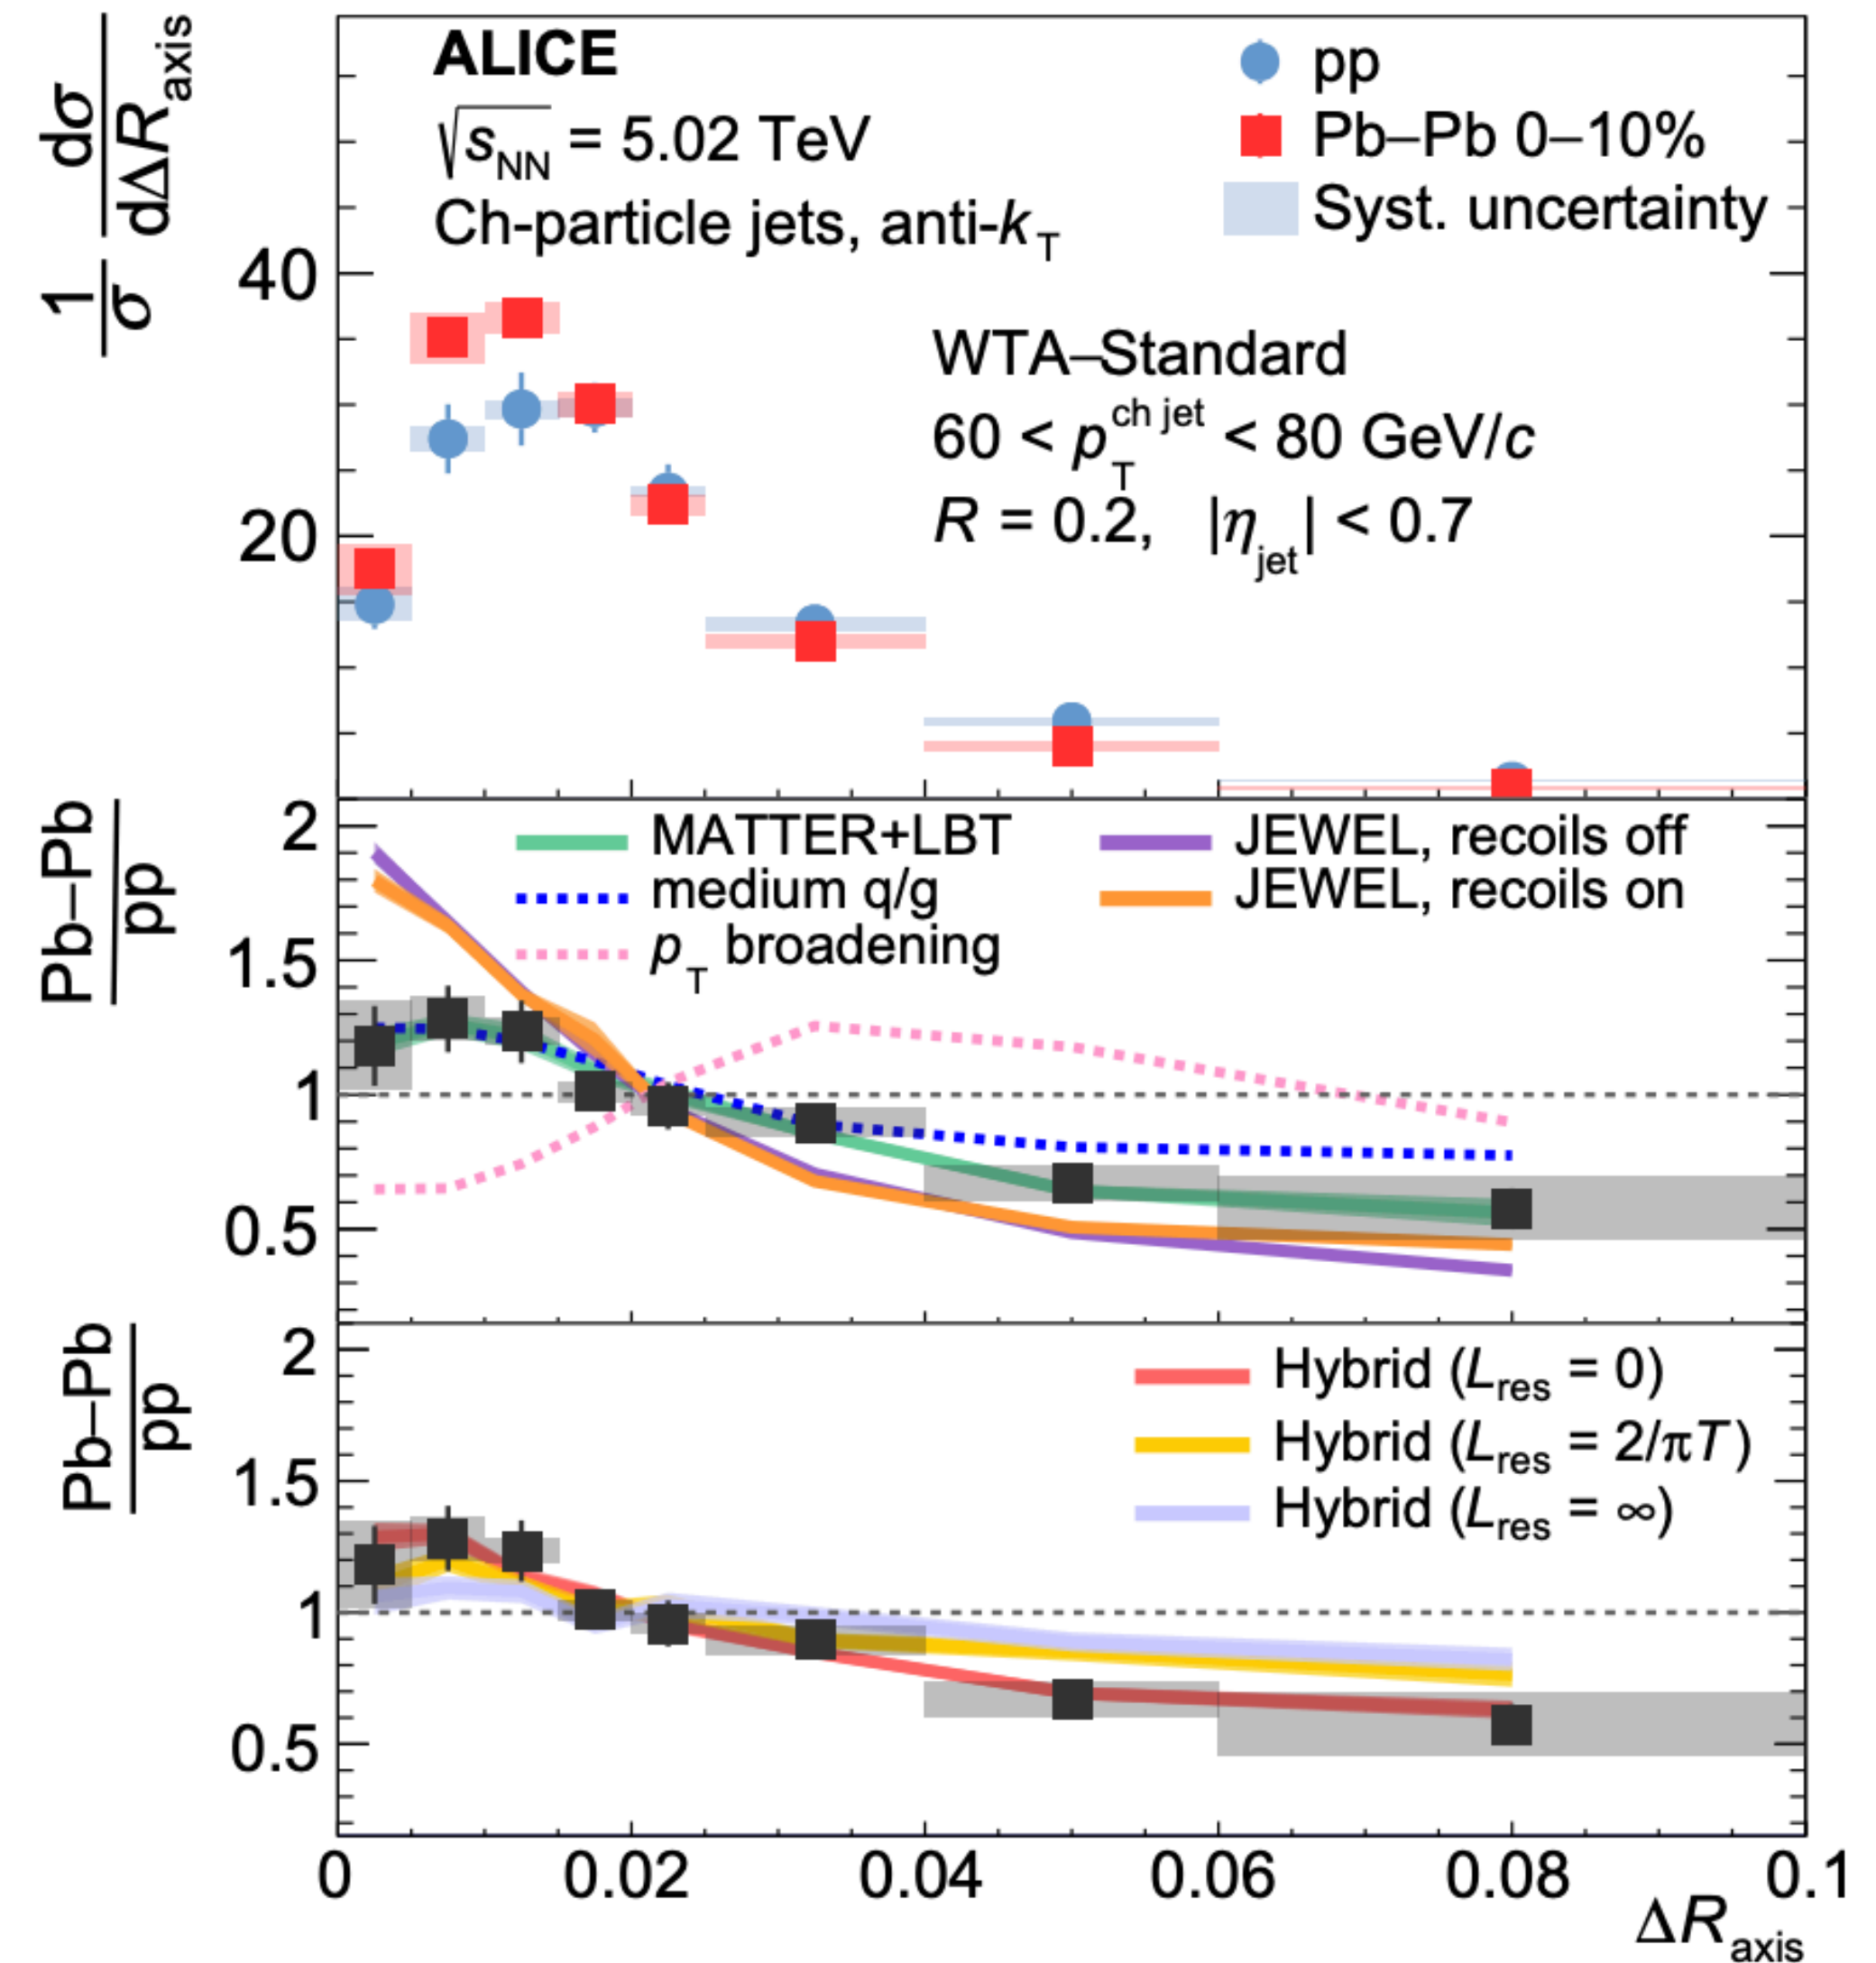 1/σ dσ/dΔR_axis
ALICE
√s_NN = 5.02 TeV
Ch-particle jets, anti-k_T
pp
Pb–Pb 0–10%
Syst. uncertainty
WTA–Standard
60 < p_T^ch jet < 80 GeV/c
R = 0.2, |η_jet| < 0.7
40
20
Pb–Pb
pp
MATTER+LBT
medium q/g
p_T broadening
JEWEL, recoils off
JEWEL, recoils on
2
1.5
1
0.5
Pb–Pb
pp
Hybrid (L_res = 0)
Hybrid (L_res = 2/πT)
Hybrid (L_res = ∞)
2
1.5
1
0.5
0 0.02 0.04 0.06 0.08 0.1
ΔR_axis